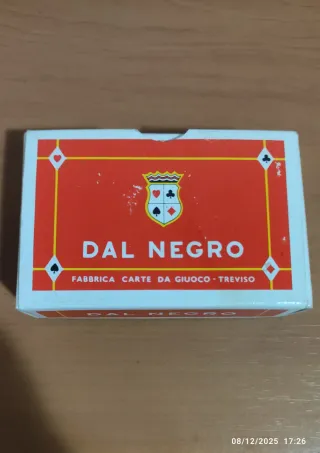 DAL NEGRO
FABBRICA CARTE DA GIUOCO - TREVISO
DAL NEGRO
08/12/2025 17:26